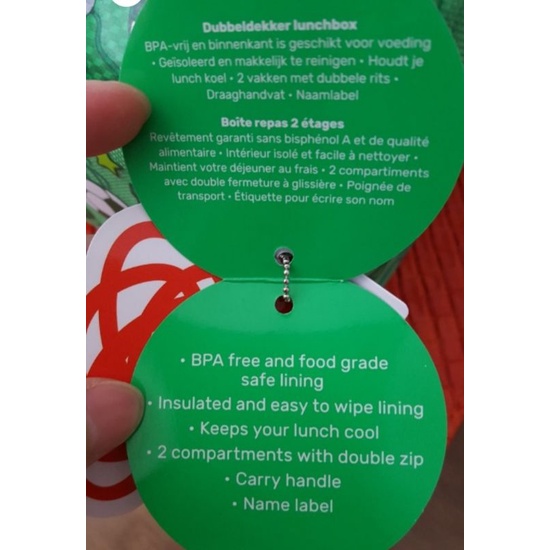 Dubbeldekker lunchbox
BPA-vrij en binnenkant is geschikt voor voeding
• Geïsoleerd en makkelijk te reinigen • Houdt je
lunch koel • 2 vakken met dubbele rits •
Draaghandvat • Naamlabel
Boîte repas 2 étages
Revêtement garanti sans bisphénol A et de qualité
alimentaire • Intérieur isolé et facile à nettoyer •
Maintient votre déjeuner au frais • 2 compartiments
avec double fermeture à glissière • Poignée de
transport • Étiquette pour écrire son nom
• BPA free and food grade
safe lining
• Insulated and easy to wipe lining
• Keeps your lunch cool
• 2 compartments with double zip
• Carry handle
• Name label